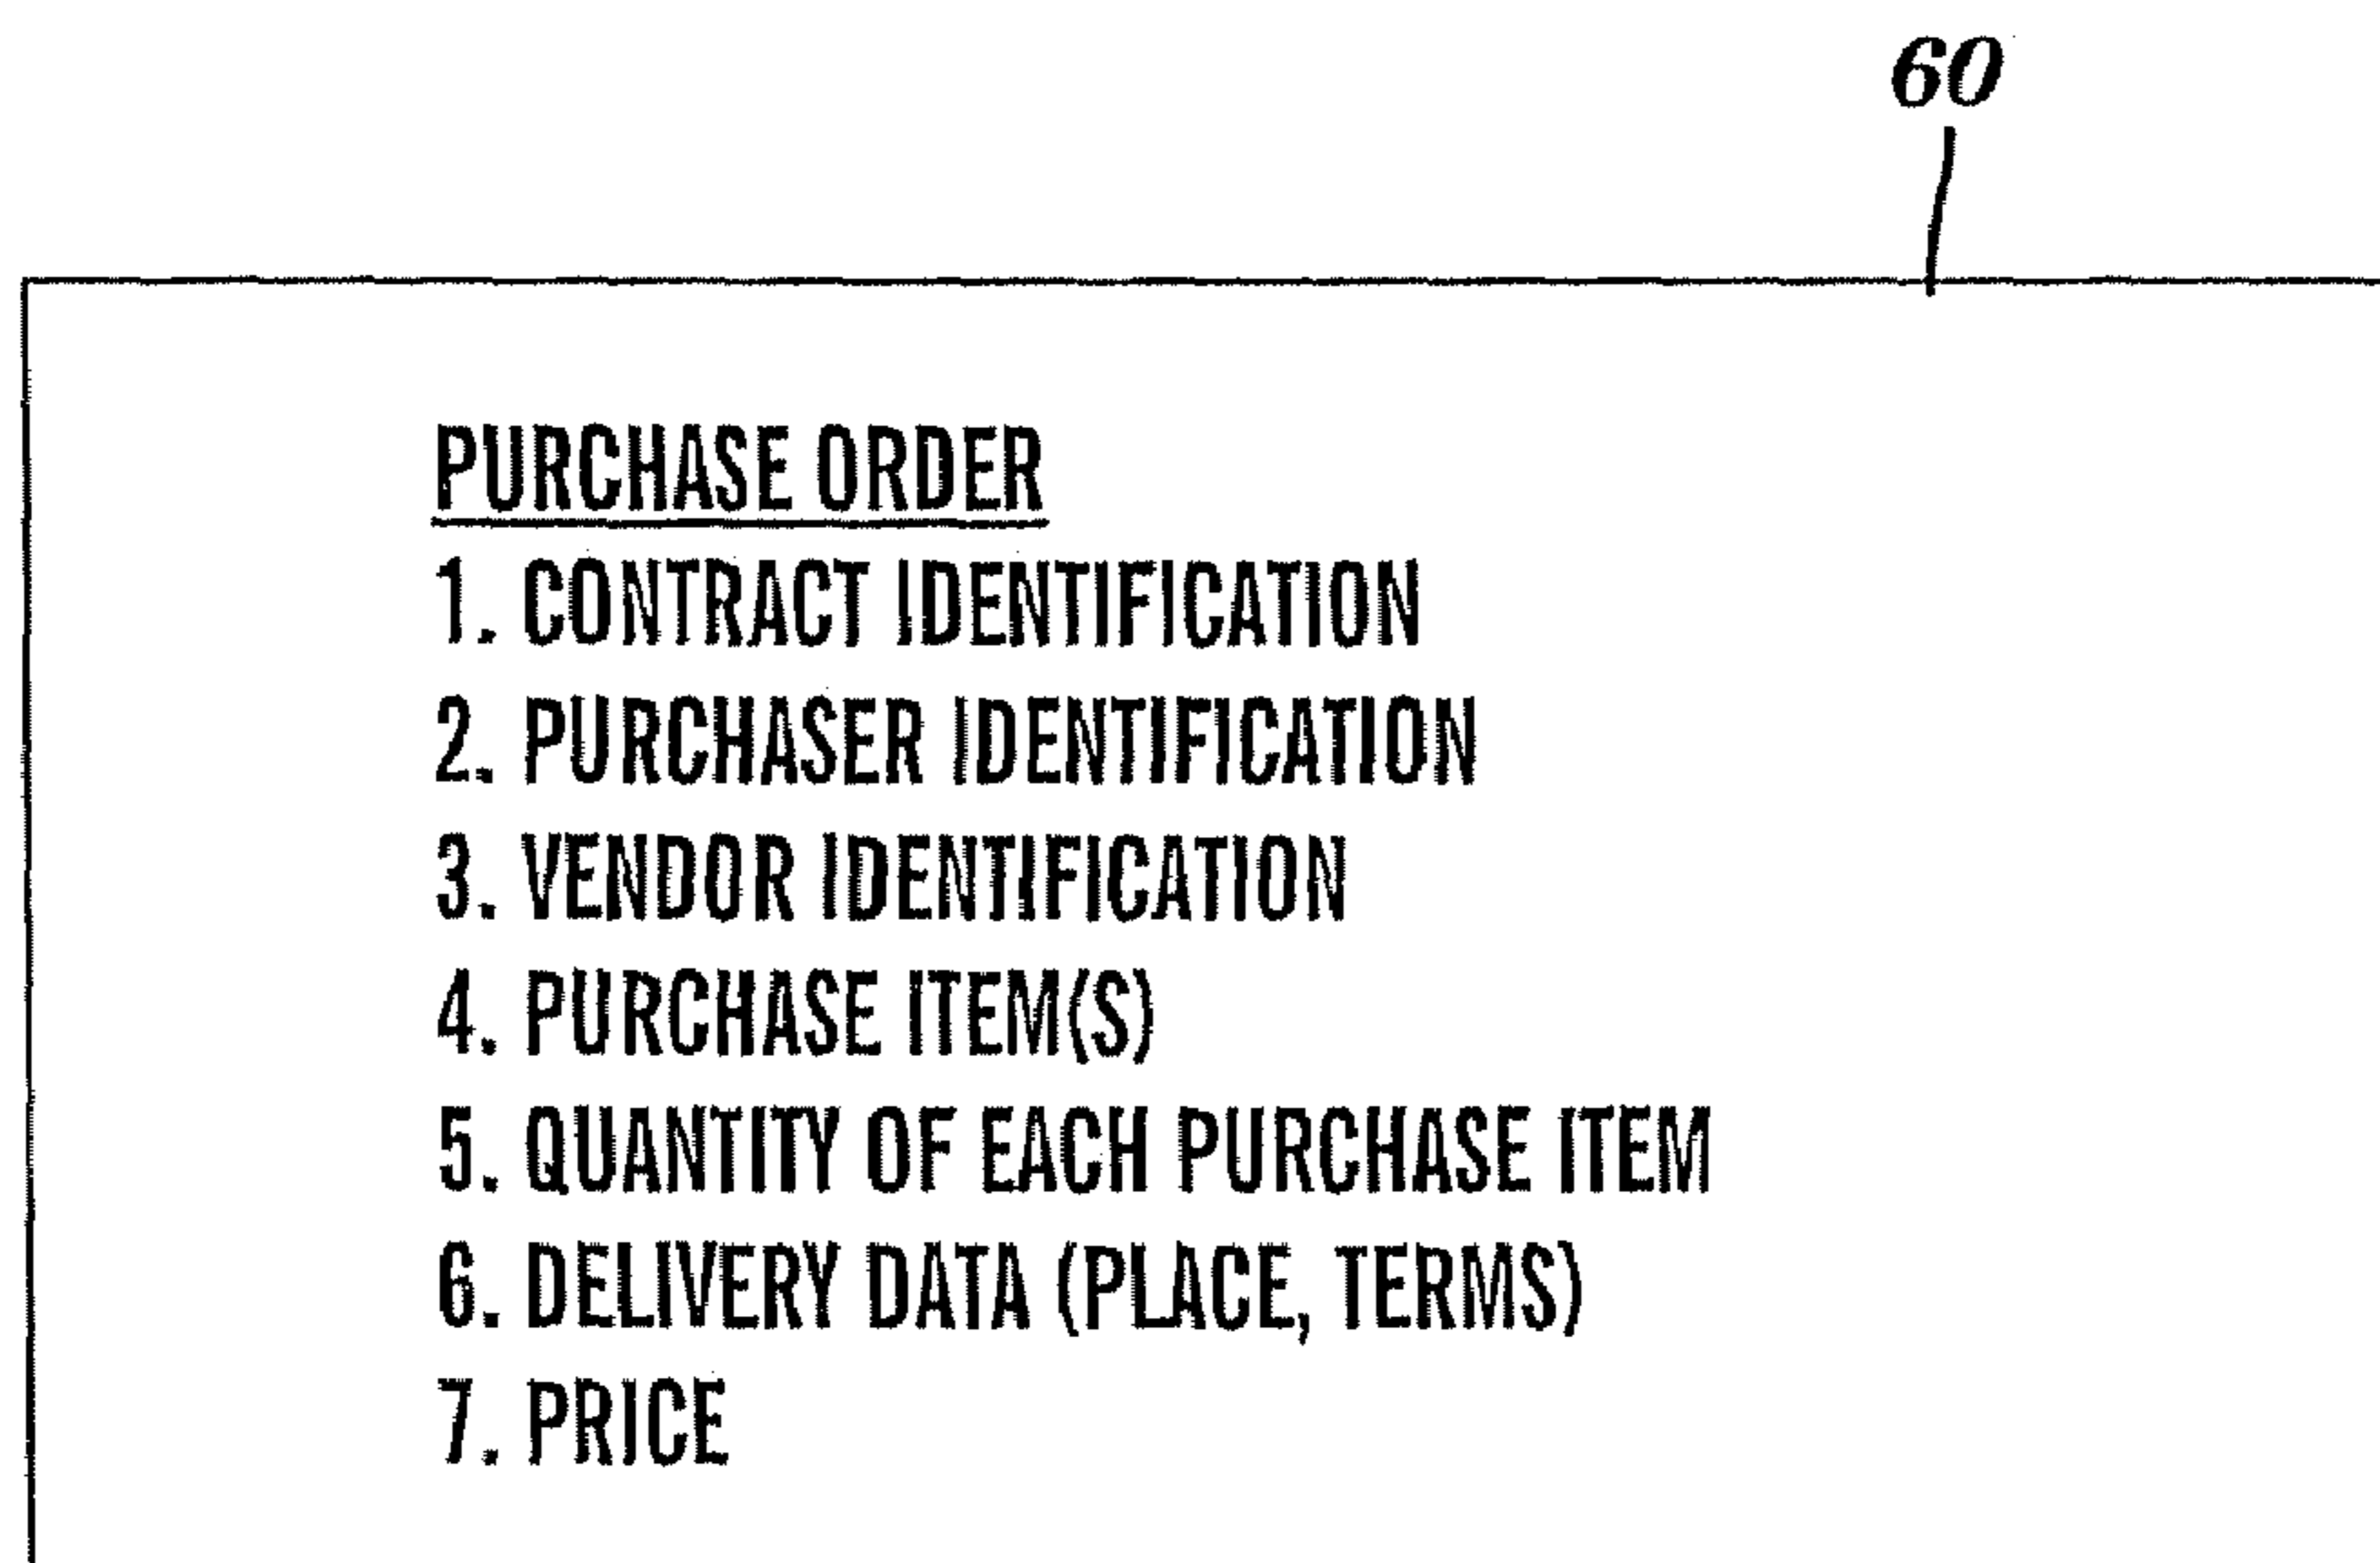 60
PURCHASE ORDER
1. CONTRACT IDENTIFICATION
2. PURCHASER IDENTIFICATION
3. VENDOR IDENTIFICATION
4. PURCHASE ITEM(S)
5. QUANTITY OF EACH PURCHASE ITEM
6. DELIVERY DATA (PLACE, TERMS)
7. PRICE